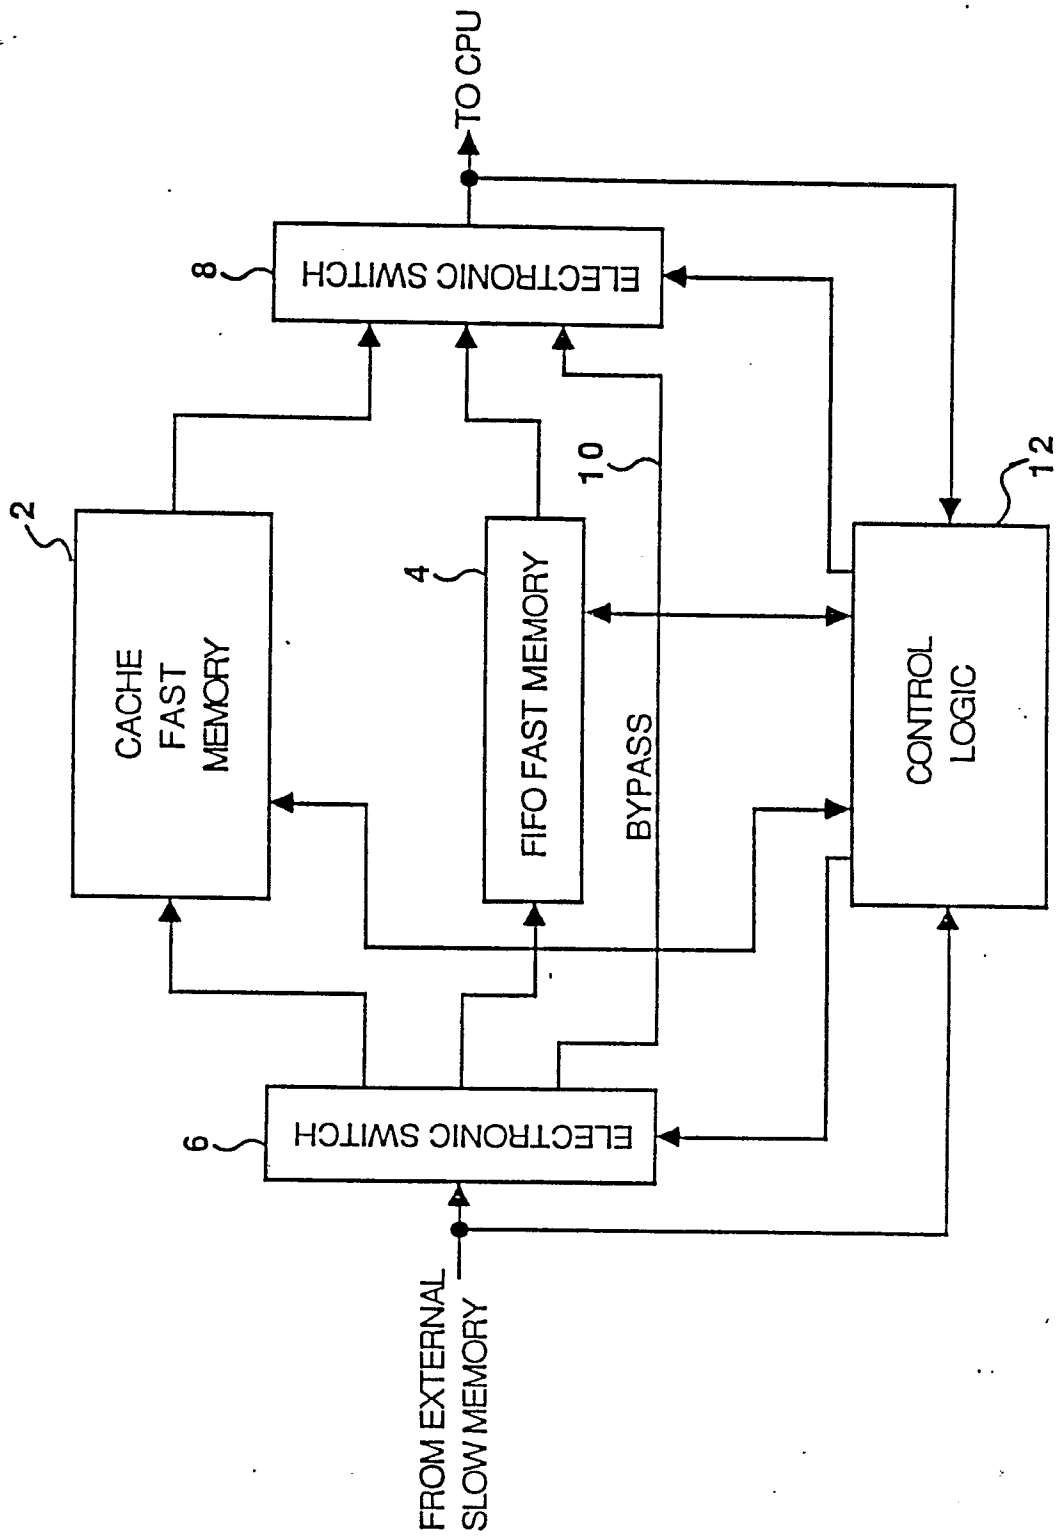 2
CACHE
FAST
MEMORY
6
ELECTRONIC SWITCH
8
ELECTRONIC SWITCH
FROM EXTERNAL
SLOW MEMORY
TO CPU
4
FIFO FAST MEMORY
10
BYPASS
CONTROL
LOGIC
12